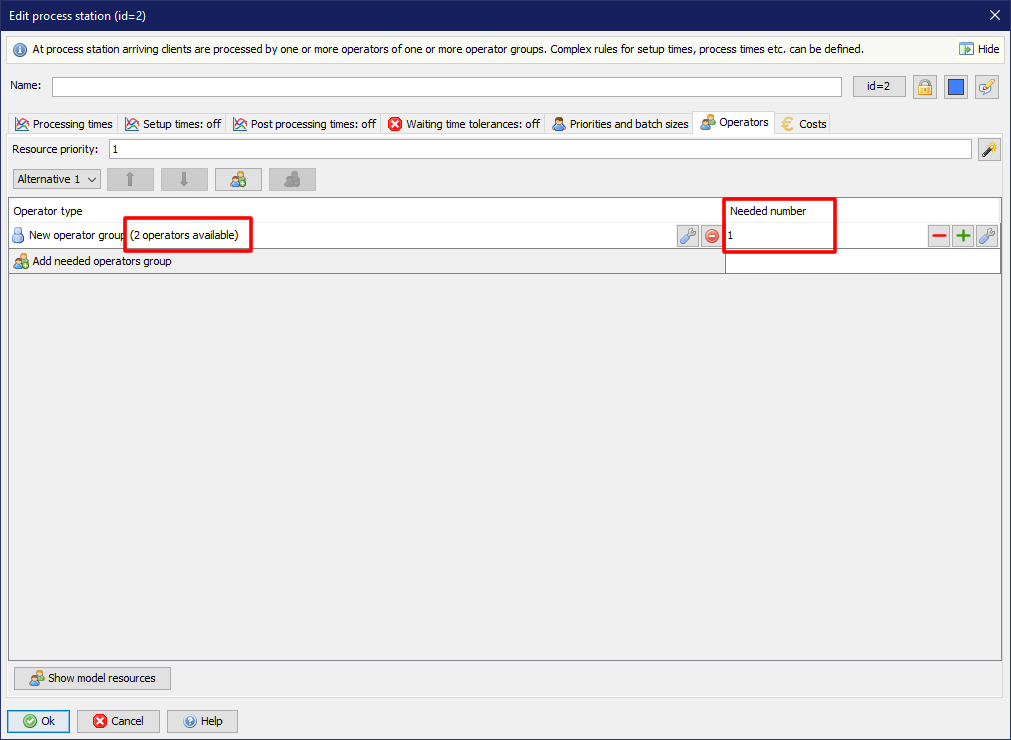 Edit process station (id=2)
At process station arriving clients are processed by one or more operators of one or more operator groups. Complex rules for setup times, process times etc. can be defined. Hide
Name: id=2
Processing times Setup times: off Post processing times: off Waiting time tolerances: off Priorities and batch sizes Operators Costs
Resource priority: 1
Alternative 1
Operator type Needed number
New operator group (2 operators available) 1
Add needed operators group
Show model resources
Ok Cancel Help